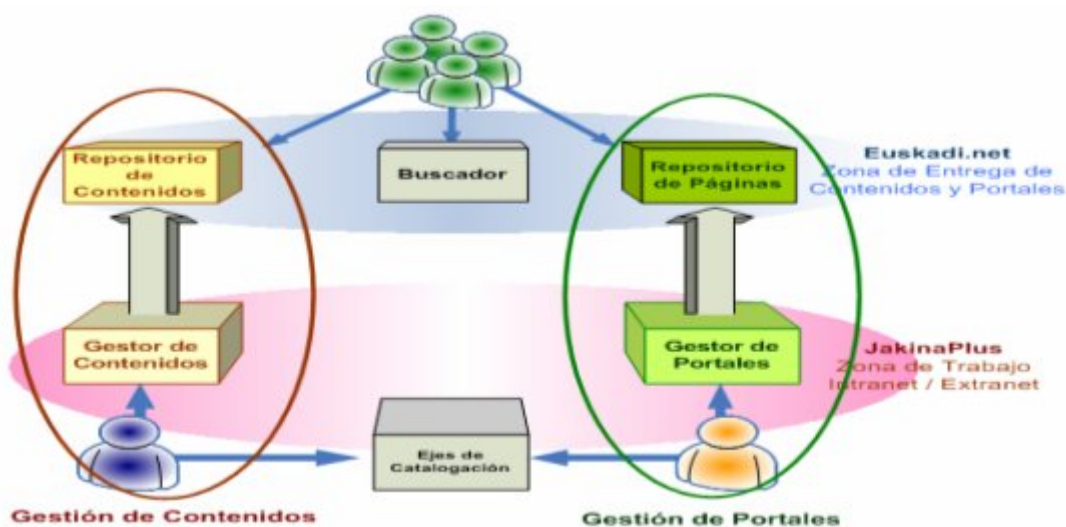 Repositorio
de
Contenidos
Buscador
Repositorio
de Páginas
Euskadi.net
Zona de Entrega de
Contenidos y Portales
Gestor de
Contenidos
Gestor de
Portales
JakinaPlus
Zona de Trabajo
Intranet / Extranet
Ejes de
Catalogación
Gestión de Contenidos
Gestión de Portales